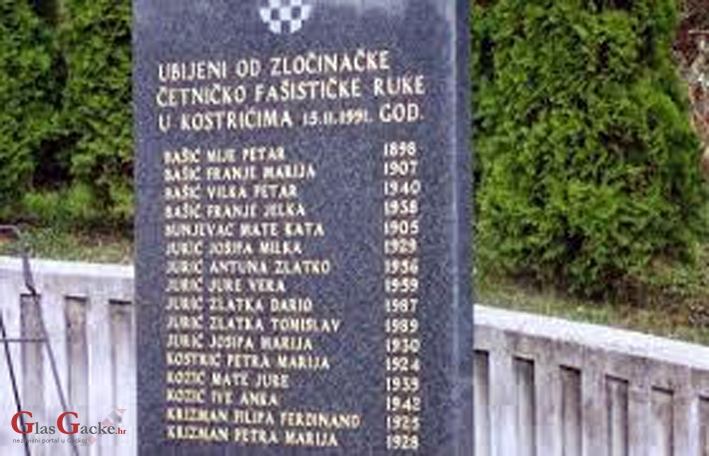 UBIJENI OD ZLOČINAČKE
ČETNIČKO FAŠISTIČKE RUKE
U KOSTRIĆIMA 15.11.1991. GOD.
BAŠIĆ MIJE PETAR 1898
BAŠIĆ FRANJE MARIJA 1907
BAŠIĆ VILKA PETAR 1940
BAŠIĆ FRANJE JELKA 1938
BUNJEVAC MATE KATA 1905
JURIĆ JOSIPA MILKA 1929
JURIĆ ANTUNA ZLATKO 1956
JURIĆ JURE VERA 1959
JURIĆ ZLATKA DARIO 1987
JURIĆ ZLATKA TOMISLAV 1989
JURIĆ JOSIPA MARIJA 1930
KOSTRIĆ PETRA MARIJA 1924
KOZIĆ MATE JURE 1939
KOZIĆ IVE ANKA 1942
KRIZMAN FILIPA FERDINAND 1925
KRIZMAN PETRA MARIJA 1928
GlasGacke.hr
nezavisni portal u Gackoj